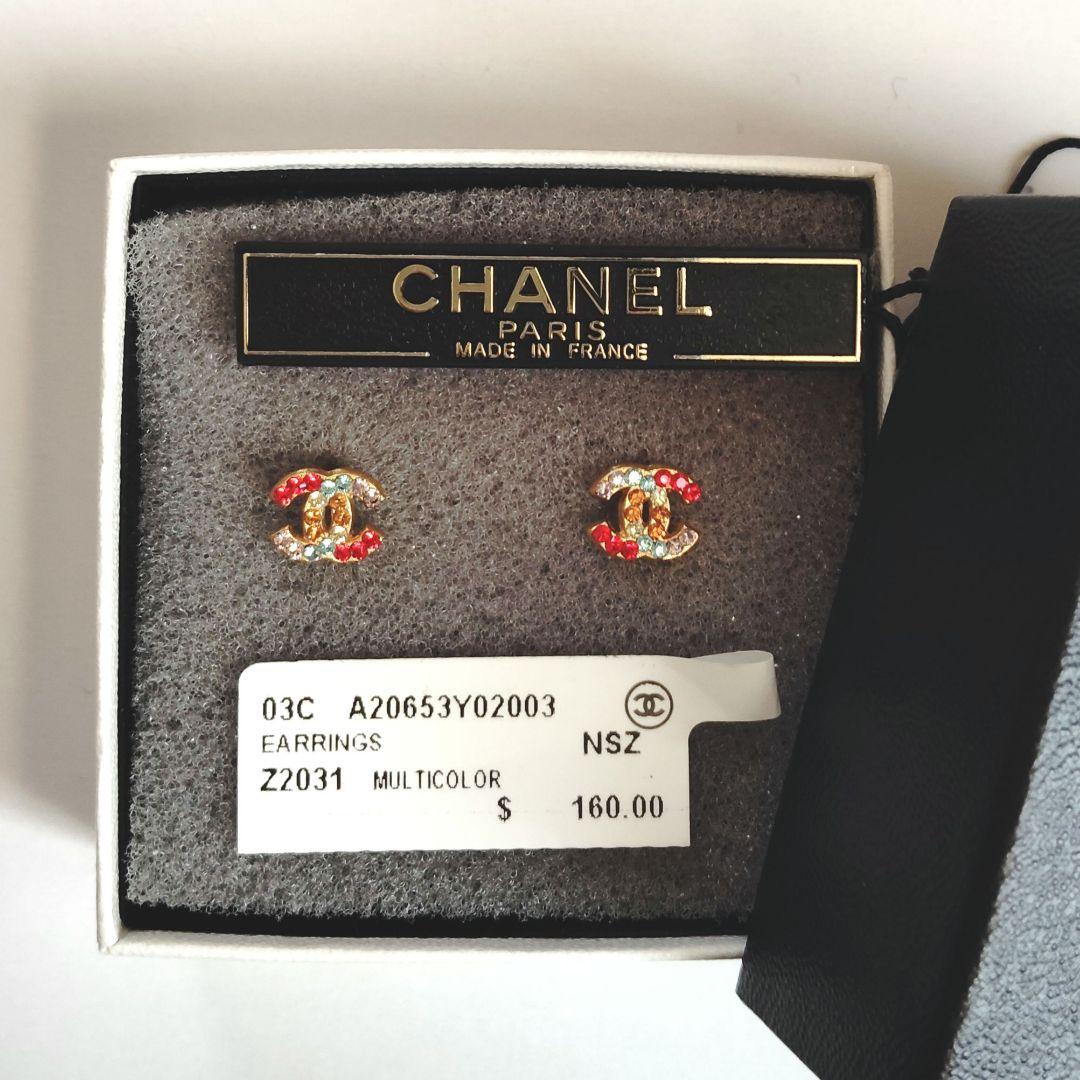 CHANEL
PARIS
MADE IN FRANCE
03C A20653Y02003
EARRINGS NSZ
Z2031 MULTICOLOR
$ 160.00